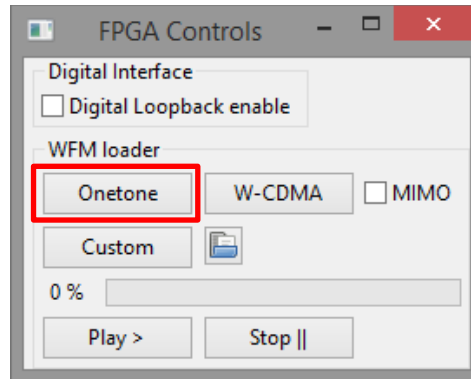 FPGA Controls
Digital Interface
Digital Loopback enable
WFM loader
Onetone W-CDMA MIMO
Custom
0 %
Play > Stop ||